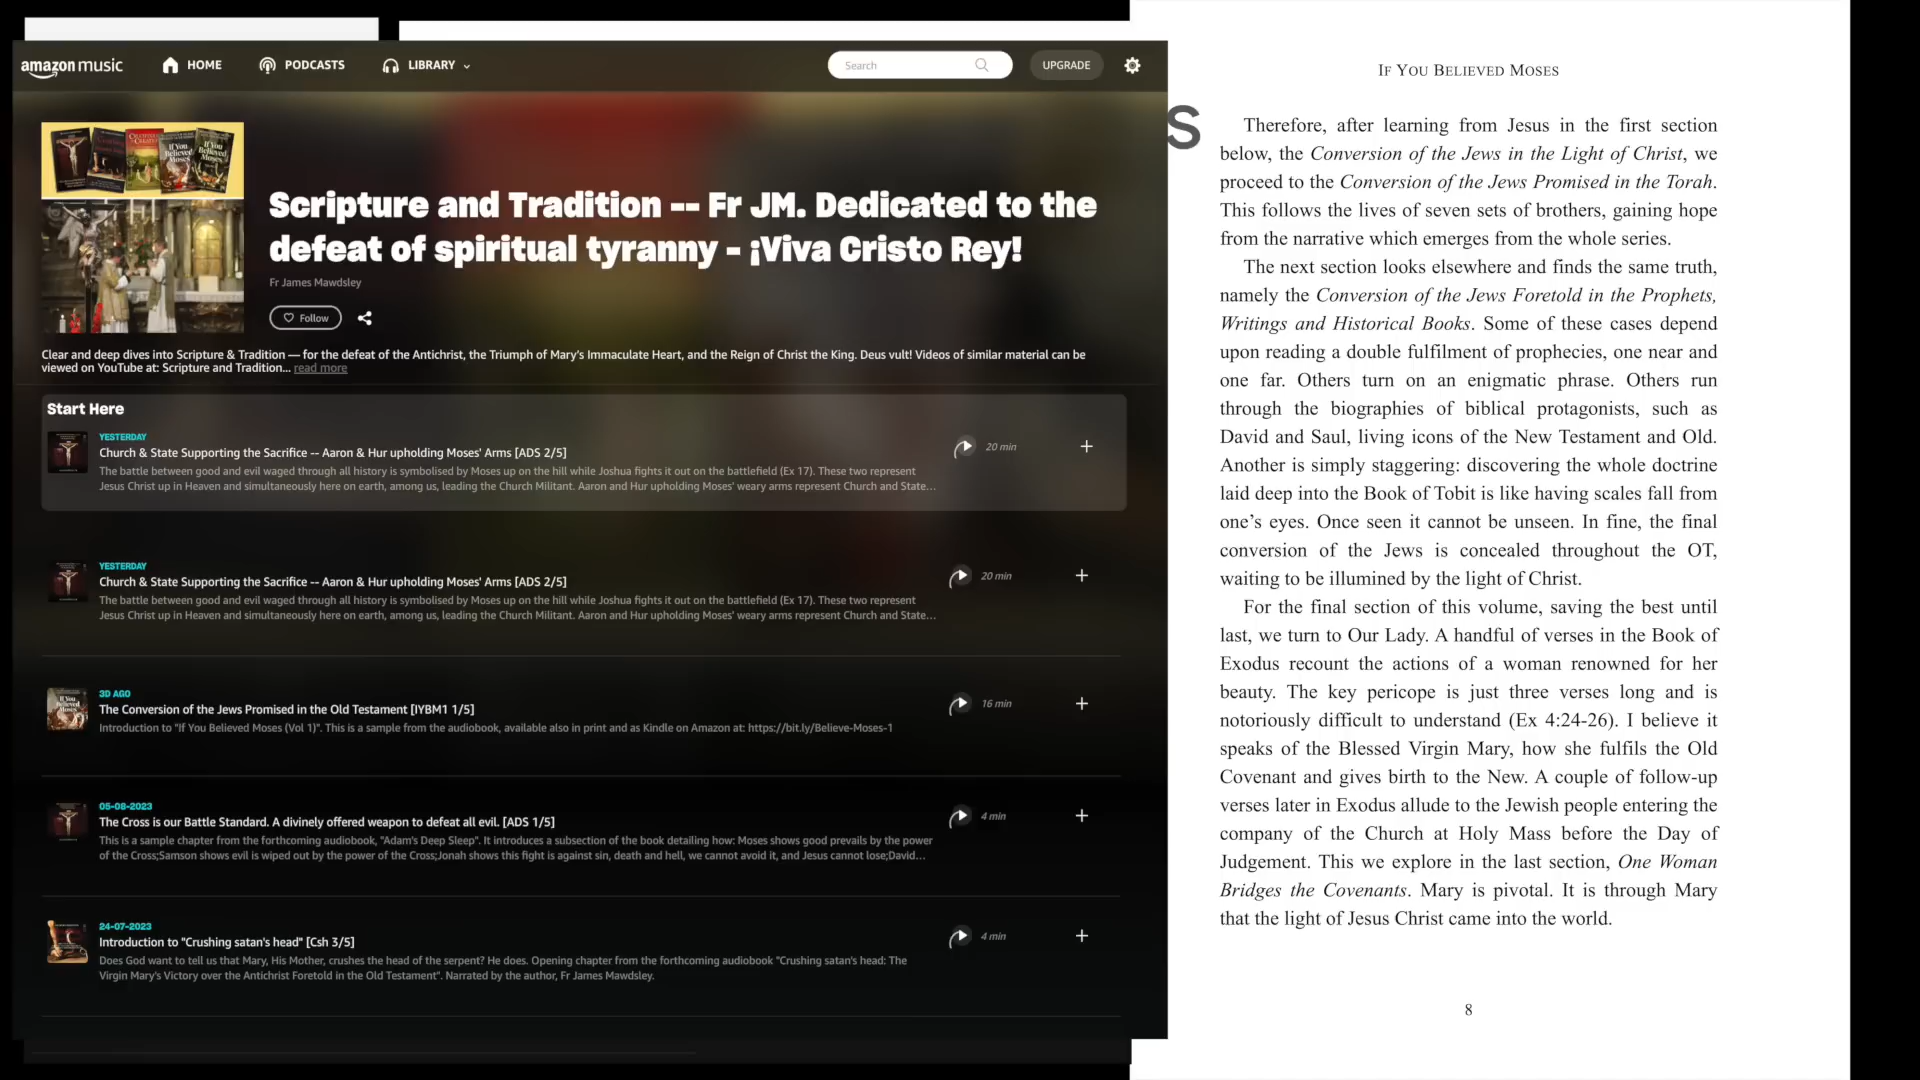 amazon music
HOME
PODCASTS
LIBRARY
Search
UPGRADE
Scripture and Tradition -- Fr JM. Dedicated to the
defeat of spiritual tyranny - ¡Viva Cristo Rey!
Fr James Mawdsley
Follow
Clear and deep dives into Scripture & Tradition — for the defeat of the Antichrist, the Triumph of Mary's Immaculate Heart, and the Reign of Christ the King. Deus vult! Videos of similar material can be
viewed on YouTube at: Scripture and Tradition... read more
Start Here
YESTERDAY
Church & State Supporting the Sacrifice -- Aaron & Hur upholding Moses' Arms [ADS 2/5]
20 min
The battle between good and evil waged through all history is symbolised by Moses up on the hill while Joshua fights it out on the battlefield (Ex 17). These two represent
Jesus Christ up in Heaven and simultaneously here on earth, among us, leading the Church Militant. Aaron and Hur upholding Moses' weary arms represent Church and State...
YESTERDAY
Church & State Supporting the Sacrifice -- Aaron & Hur upholding Moses' Arms [ADS 2/5]
20 min
The battle between good and evil waged through all history is symbolised by Moses up on the hill while Joshua fights it out on the battlefield (Ex 17). These two represent
Jesus Christ up in Heaven and simultaneously here on earth, among us, leading the Church Militant. Aaron and Hur upholding Moses' weary arms represent Church and State...
3D AGO
The Conversion of the Jews Promised in the Old Testament [IYBM1 1/5]
16 min
Introduction to "If You Believed Moses (Vol 1)". This is a sample from the audiobook, available also in print and as Kindle on Amazon at: https://bit.ly/Believe-Moses-1
05-08-2023
The Cross is our Battle Standard. A divinely offered weapon to defeat all evil. [ADS 1/5]
4 min
This is a sample chapter from the forthcoming audiobook, "Adam's Deep Sleep". It introduces a subsection of the book detailing how: Moses shows good prevails by the power
of the Cross;Samson shows evil is wiped out by the power of the Cross;Jonah shows this fight is against sin, death and hell, we cannot avoid it, and Jesus cannot lose;David...
24-07-2023
Introduction to "Crushing satan's head" [Csh 3/5]
4 min
Does God want to tell us that Mary, His Mother, crushes the head of the serpent? He does. Opening chapter from the forthcoming audiobook "Crushing satan's head: The
Virgin Mary's Victory over the Antichrist Foretold in the Old Testament". Narrated by the author, Fr James Mawdsley.
S
IF YOU BELIEVED MOSES
Therefore, after learning from Jesus in the first section
below, the Conversion of the Jews in the Light of Christ, we
proceed to the Conversion of the Jews Promised in the Torah.
This follows the lives of seven sets of brothers, gaining hope
from the narrative which emerges from the whole series.
The next section looks elsewhere and finds the same truth,
namely the Conversion of the Jews Foretold in the Prophets,
Writings and Historical Books. Some of these cases depend
upon reading a double fulfilment of prophecies, one near and
one far. Others turn on an enigmatic phrase. Others run
through the biographies of biblical protagonists, such as
David and Saul, living icons of the New Testament and Old.
Another is simply staggering: discovering the whole doctrine
laid deep into the Book of Tobit is like having scales fall from
one's eyes. Once seen it cannot be unseen. In fine, the final
conversion of the Jews is concealed throughout the OT,
waiting to be illumined by the light of Christ.
For the final section of this volume, saving the best until
last, we turn to Our Lady. A handful of verses in the Book of
Exodus recount the actions of a woman renowned for her
beauty. The key pericope is just three verses long and is
notoriously difficult to understand (Ex 4:24-26). I believe it
speaks of the Blessed Virgin Mary, how she fulfils the Old
Covenant and gives birth to the New. A couple of follow-up
verses later in Exodus allude to the Jewish people entering the
company of the Church at Holy Mass before the Day of
Judgement. This we explore in the last section, One Woman
Bridges the Covenants. Mary is pivotal. It is through Mary
that the light of Jesus Christ came into the world.
8